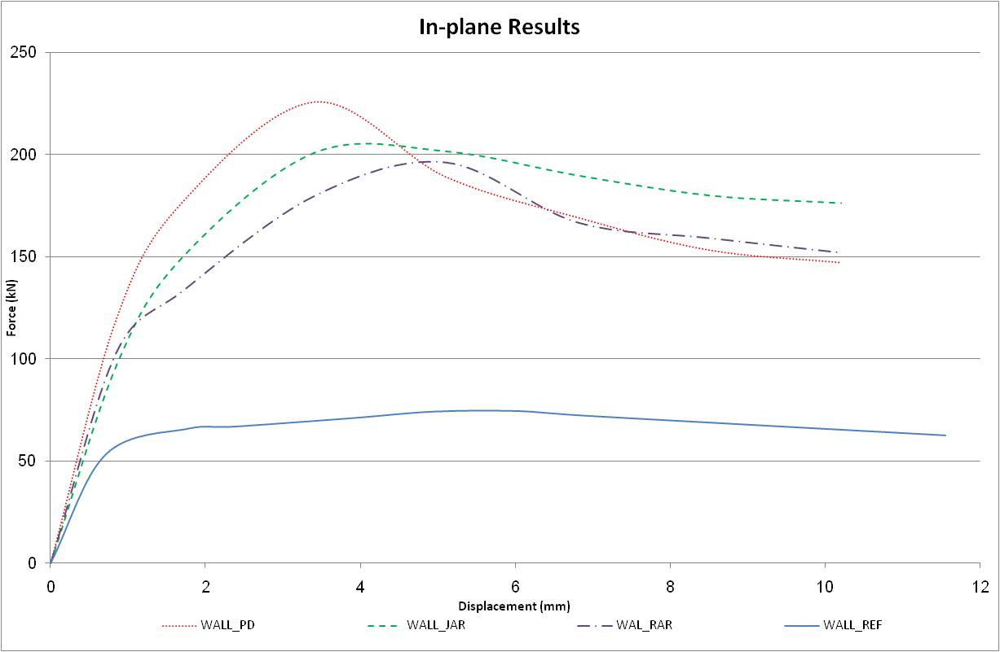 In-plane Results
250
200
150
100
50
0
Force (kN)
0 2 4 6 8 10 12
Displacement (mm)
WALL_PD WALL_JAR WAL_RAR WALL_REF